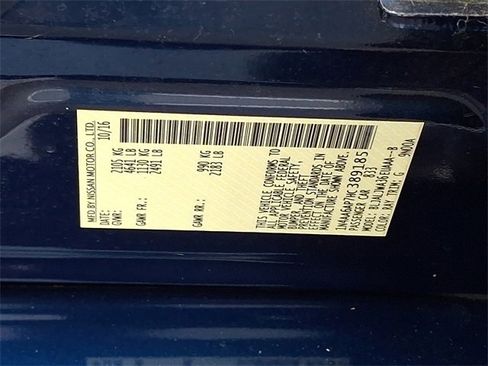 MFD BY NISSAN MOTOR CO.,LTD.
DATE: 10/16
GVWR: 2105 KG
4641 LB
GAWR FR.: 1130 KG
2491 LB
GAWR RR.: 990 KG
2183 LB
THIS VEHICLE CONFORMS TO
ALL APPLICABLE FEDERAL
MOTOR VEHICLE SAFETY,
BUMPER, AND THEFT
PREVENTION STANDARDS IN
EFFECT ON THE DATE OF
MANUFACTURE SHOWN ABOVE.
389185
PASSENGER CAR 833
MODEL:
COLOR: RAY TRIM: G